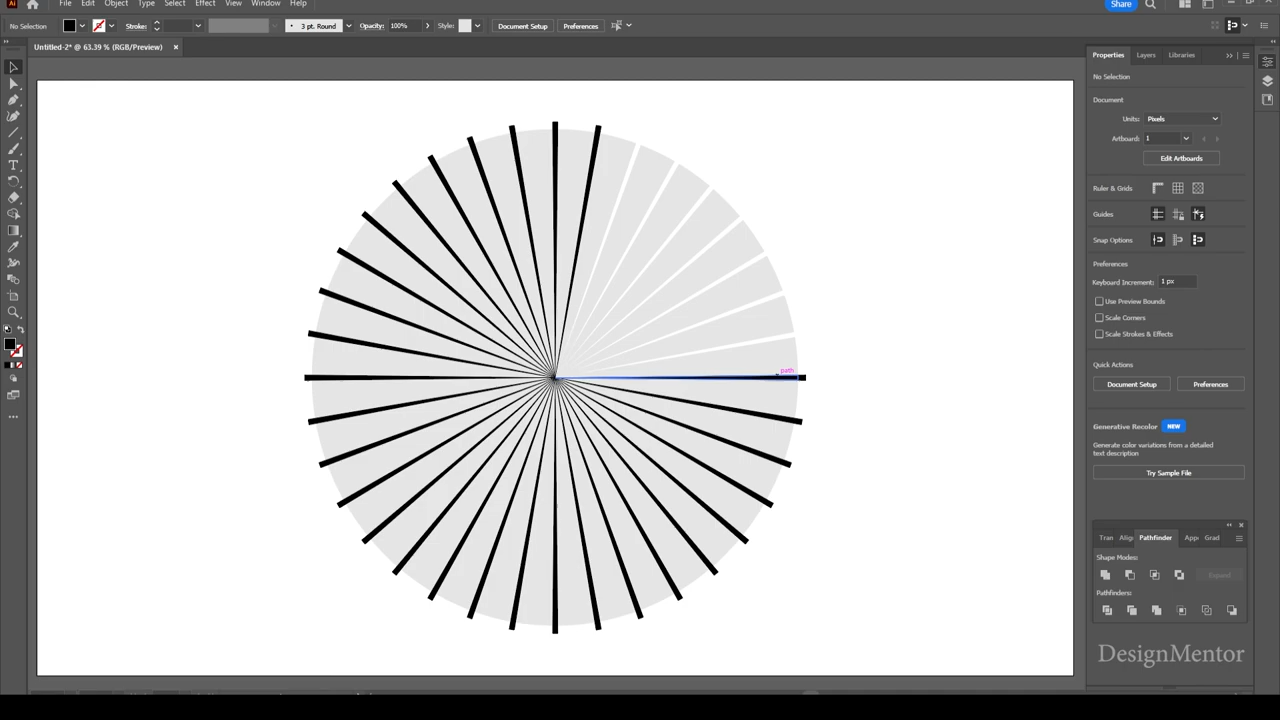 Ai File Edit Object Type Select Effect View Window Help Share
No Selection Stroke: 3 pt. Round Opacity: 100% Style: Document Setup Preferences
Untitled-2* @ 63.39 % (RGB/Preview) ×
Properties Layers Libraries
No Selection
Document
Units: Pixels
Artboard: 1
Edit Artboards
Ruler & Grids
Guides
Snap Options
Preferences
Keyboard Increment: 1 px
Use Preview Bounds
Scale Corners
Scale Strokes & Effects
path
Quick Actions
Document Setup Preferences
Generative Recolor NEW
Generate color variations from a detailed
text description
Try Sample File
Tran Alig Pathfinder App Grad
Shape Modes:
Expand
Pathfinders:
DesignMentor